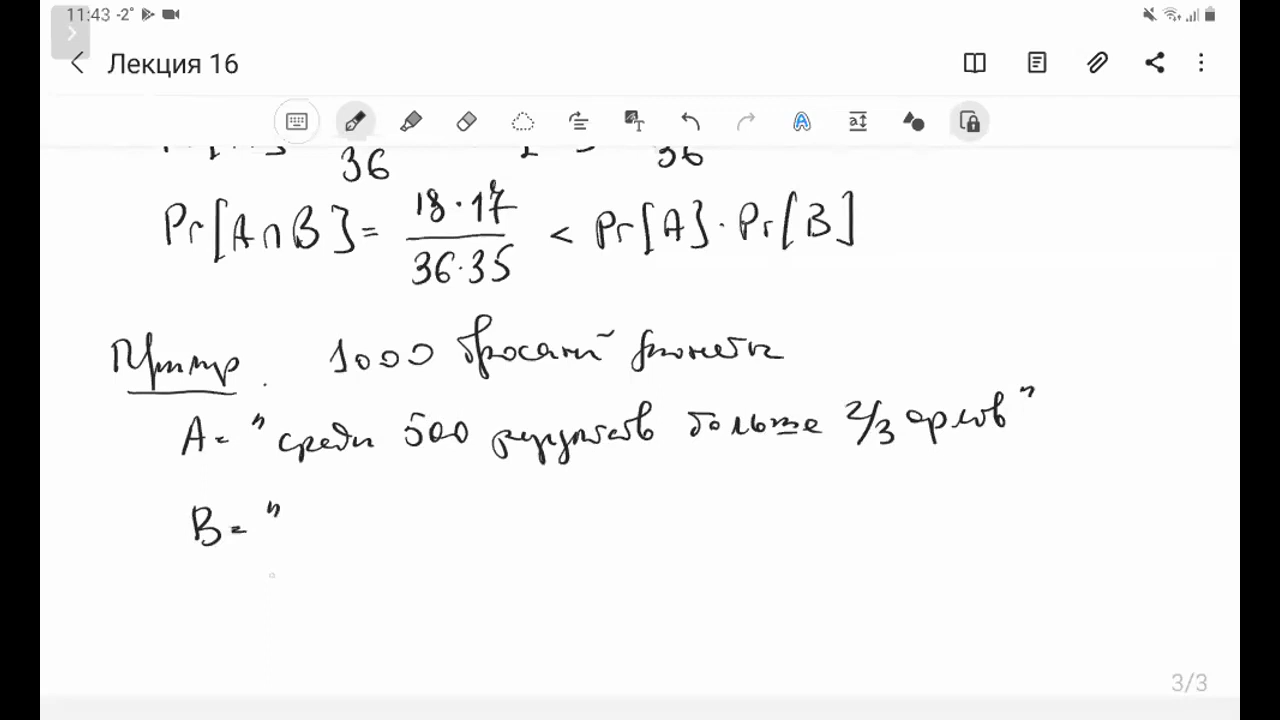 11:43 -2°
Лекция 16
36 36
Pr[A∩B]= 18·17 / 36·35 < Pr[A]·Pr[B]
Пример. 1000 бросаний монетки
A= "среди 500 результатов больше 2/3 орлов"
B= "
3/3